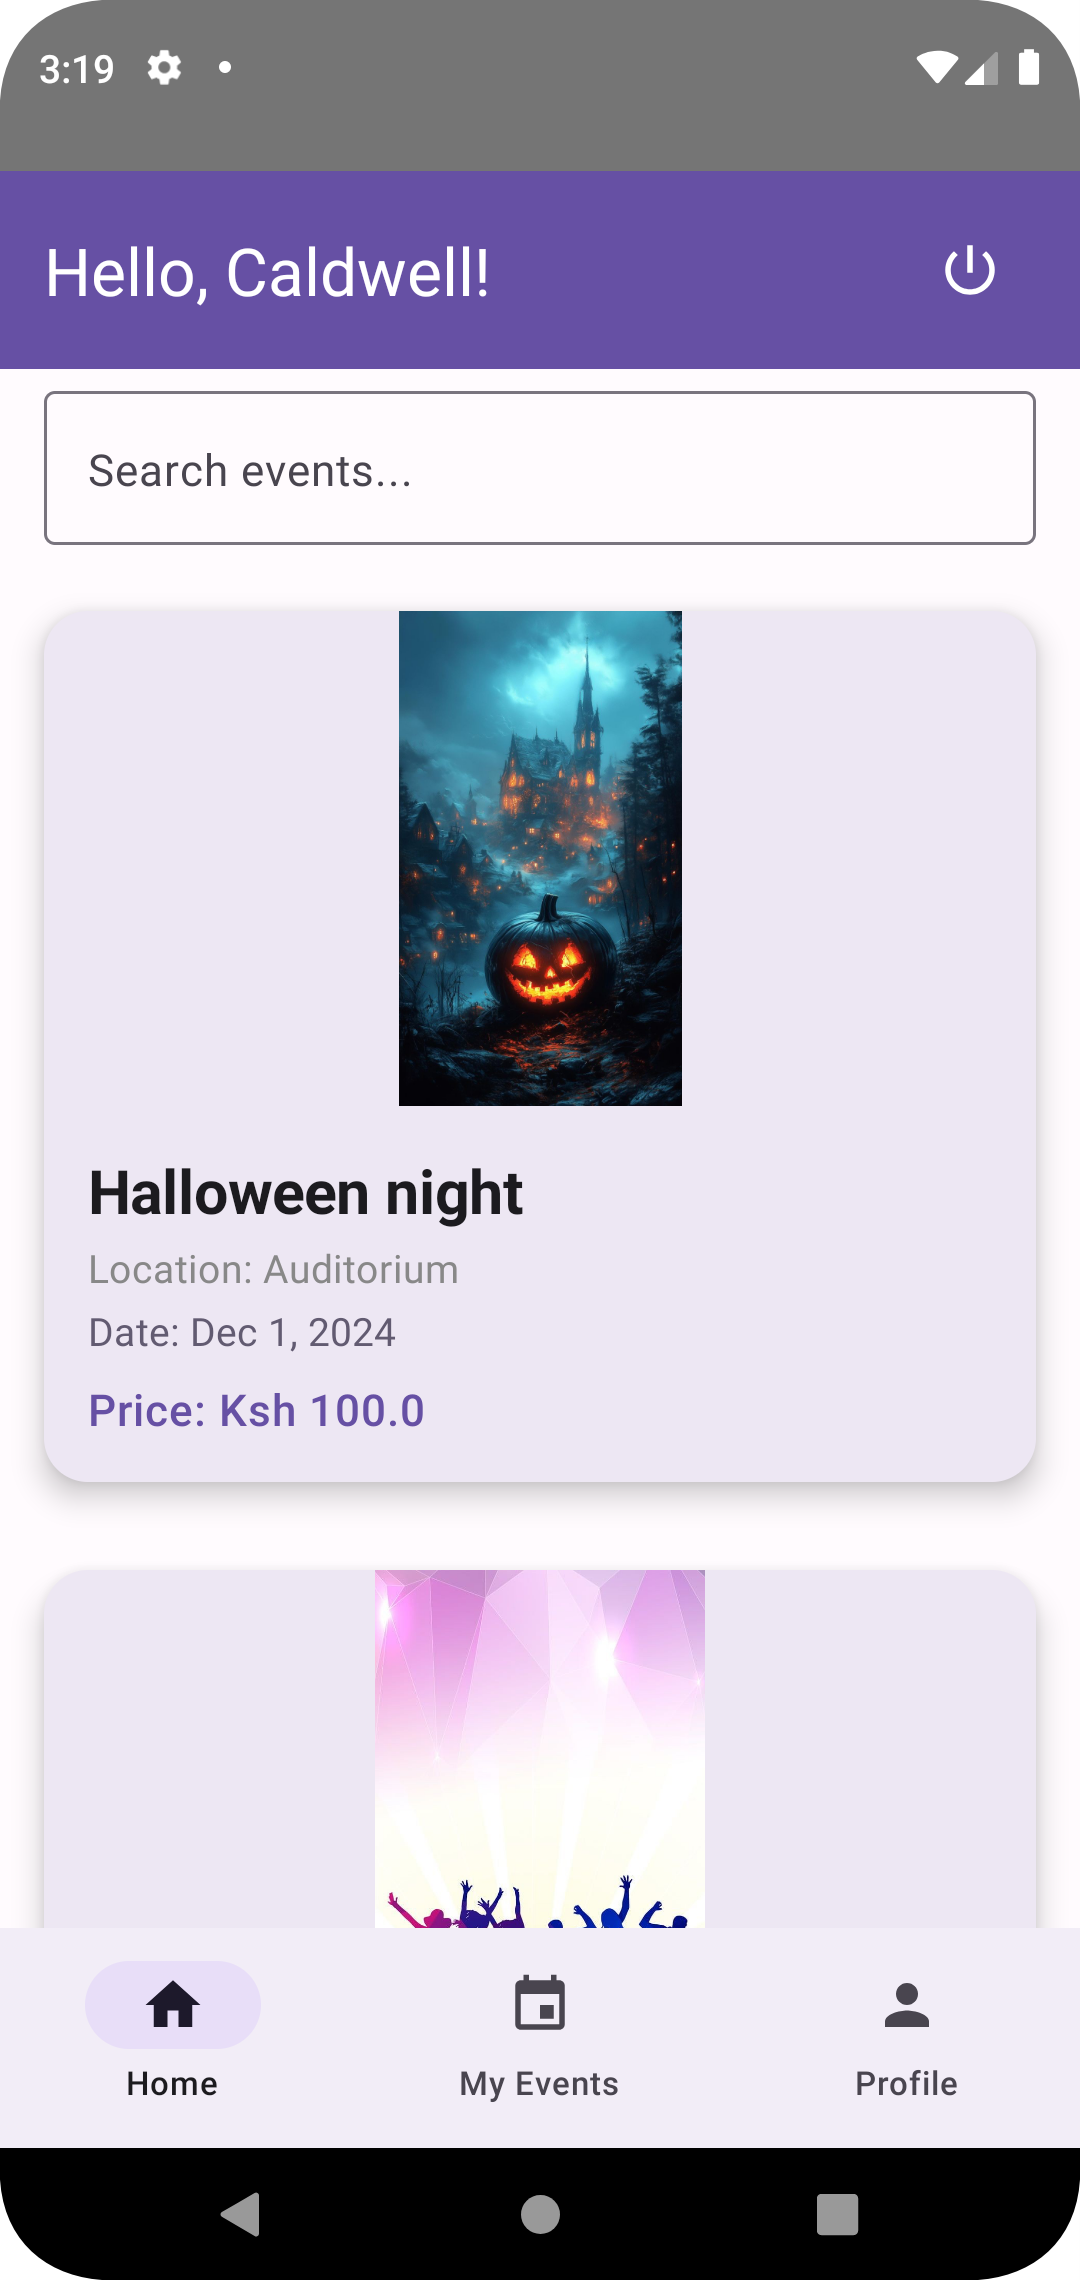 3:19
Hello, Caldwell!
Search events...
Halloween night
Location: Auditorium
Date: Dec 1, 2024
Price: Ksh 100.0
Home
My Events
Profile